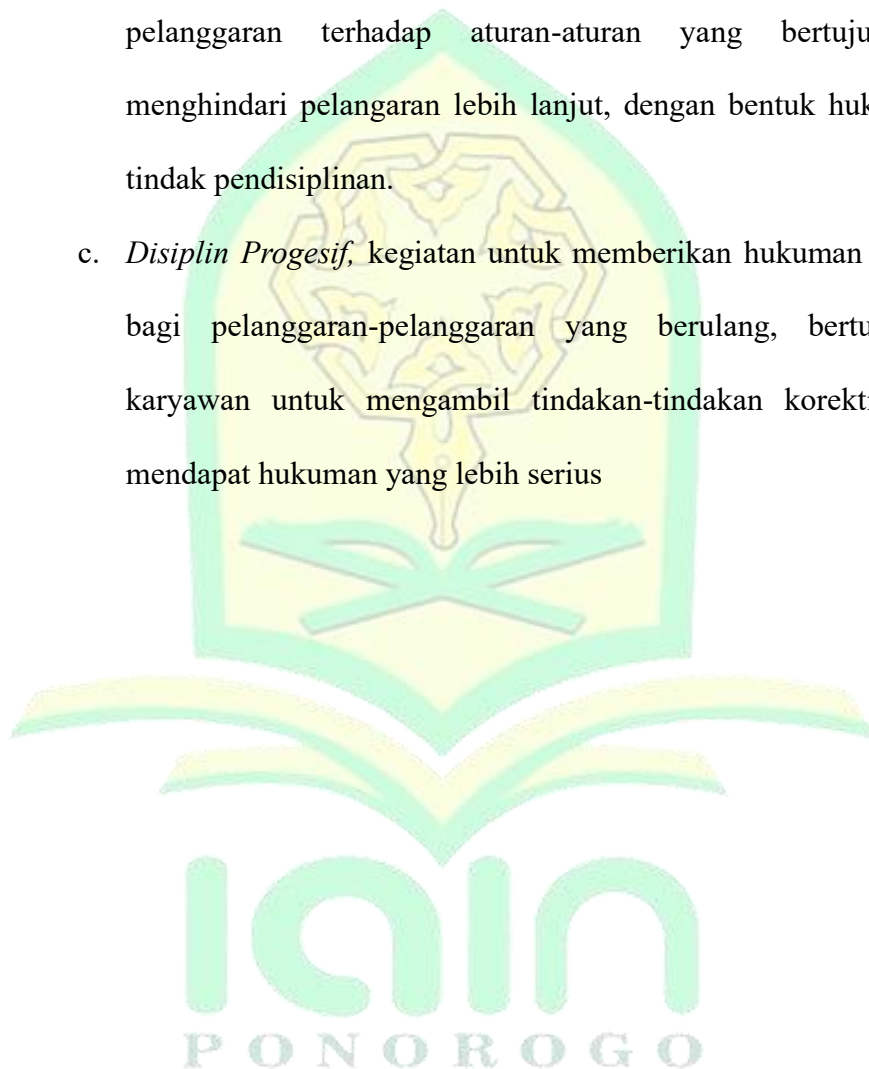 pelanggaran terhadap aturan-aturan yang bertuju
menghindari pelangaran lebih lanjut, dengan bentuk huk
tindak pendisiplinan.
c. Disiplin Progesif, kegiatan untuk memberikan hukuman
bagi pelanggaran-pelanggaran yang berulang, bertu
karyawan untuk mengambil tindakan-tindakan korekti
mendapat hukuman yang lebih serius
iain
PONOROGO